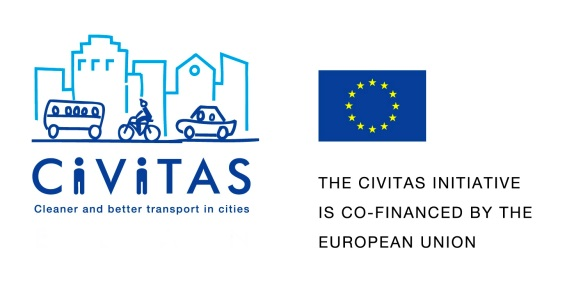 CiViTAS
Cleaner and better transport in cities
THE CIVITAS INITIATIVE
IS CO-FINANCED BY THE
EUROPEAN UNION